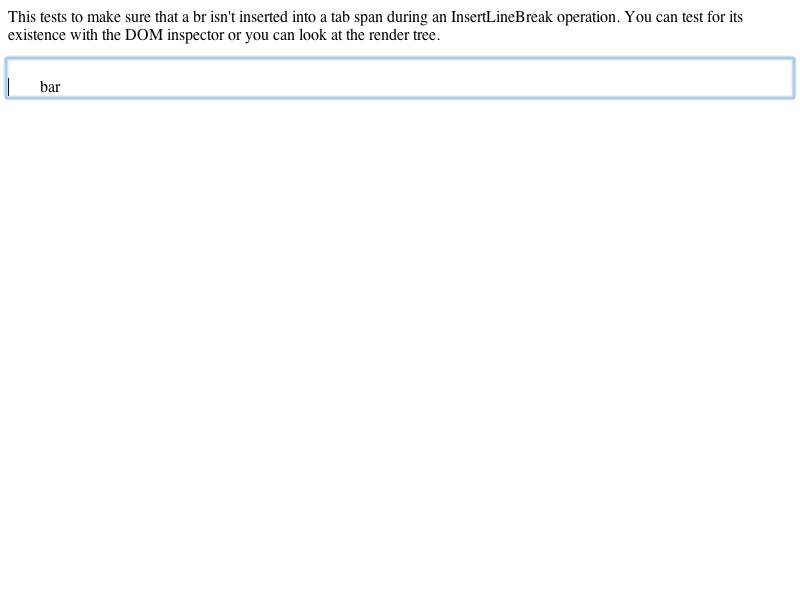 This tests to make sure that a br isn't inserted into a tab span during an InsertLineBreak operation. You can test for its
existence with the DOM inspector or you can look at the render tree.
bar